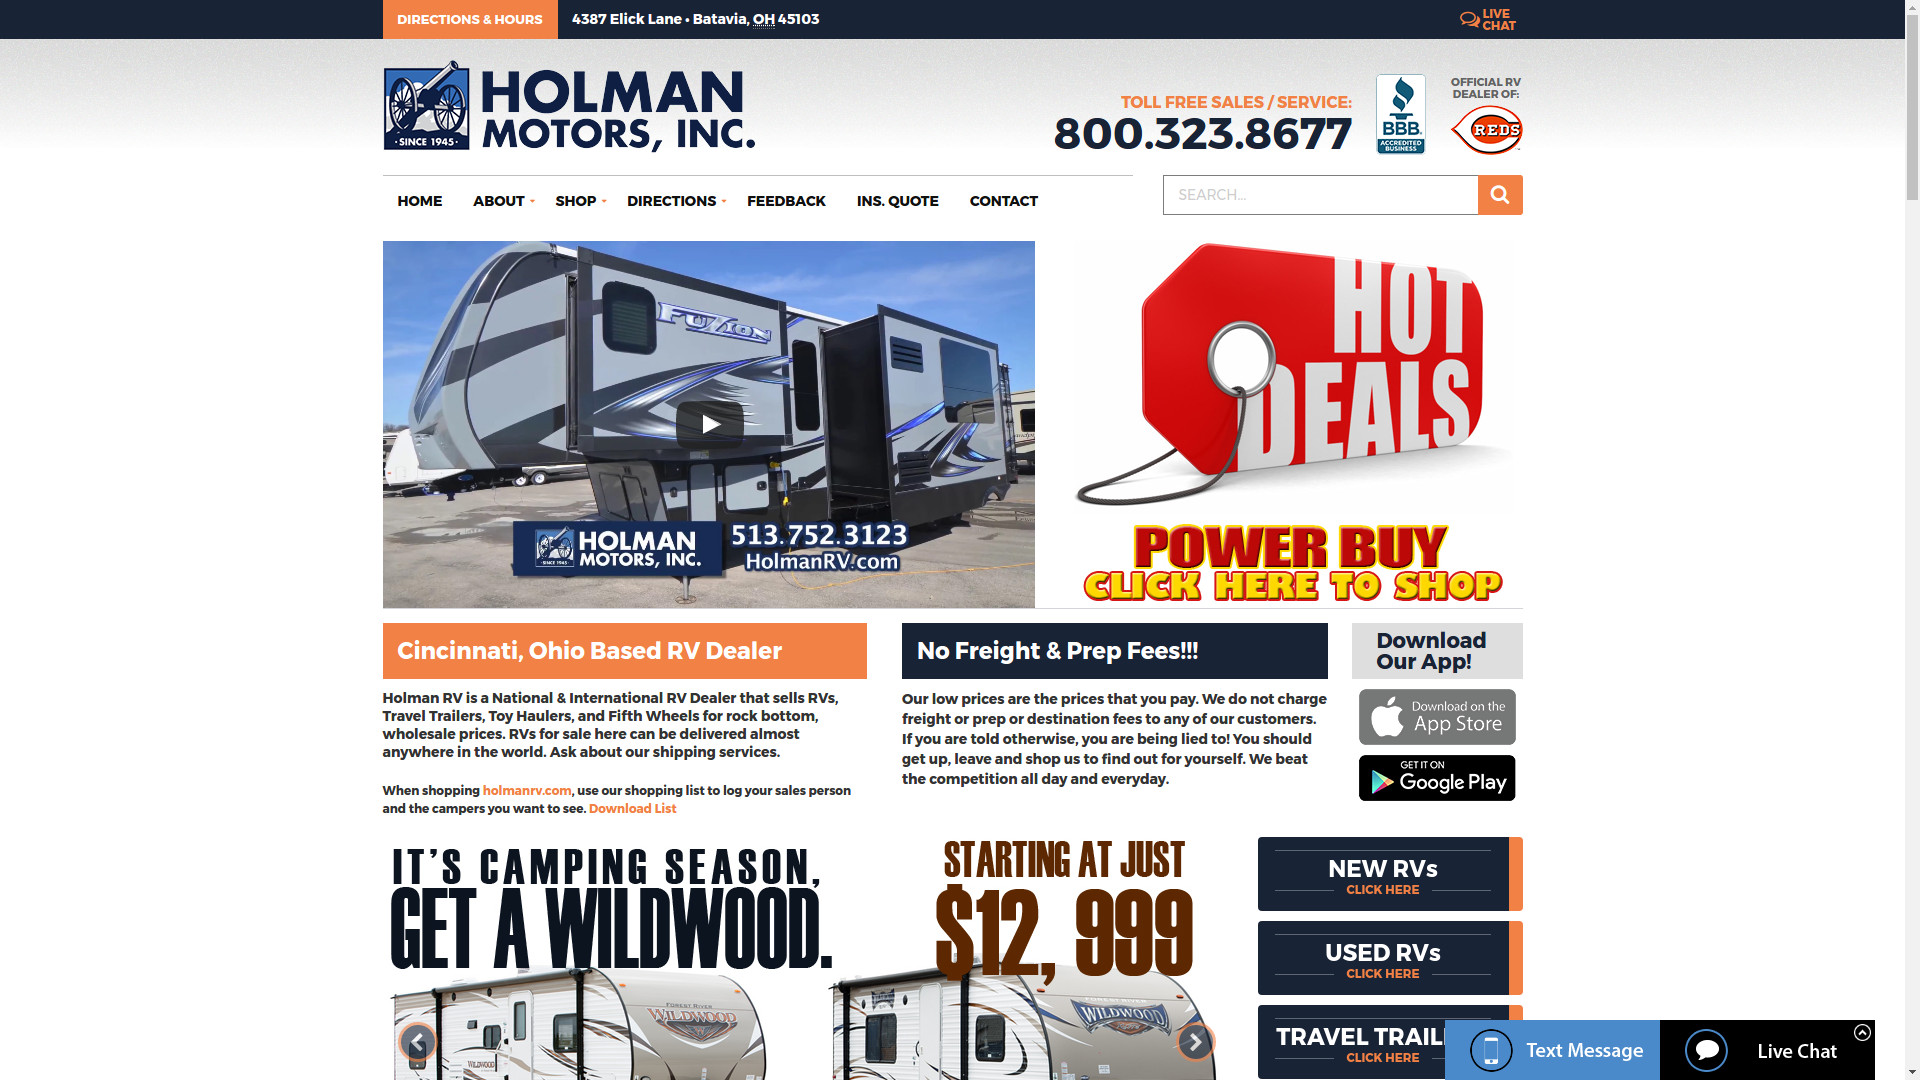 DIRECTIONS & HOURS
4387 Elick Lane • Batavia, OH 45103
LIVE
CHAT
HOLMAN
MOTORS, INC.
• SINCE 1945 •
TOLL FREE SALES / SERVICE:
800.323.8677
BBB.
ACCREDITED
BUSINESS
OFFICIAL RV
DEALER OF:
REDS
HOME
ABOUT
SHOP
DIRECTIONS
FEEDBACK
INS. QUOTE
CONTACT
SEARCH...
FUZION
HOLMAN
MOTORS, INC.
• SINCE 1945 •
513.752.3123
HolmanRV.com
HOT
DEALS
POWER BUY
CLICK HERE TO SHOP
Cincinnati, Ohio Based RV Dealer
Holman RV is a National & International RV Dealer that sells RVs,
Travel Trailers, Toy Haulers, and Fifth Wheels for rock bottom,
wholesale prices. RVs for sale here can be delivered almost
anywhere in the world. Ask about our shipping services.
When shopping holmanrv.com, use our shopping list to log your sales person
and the campers you want to see. Download List
No Freight & Prep Fees!!!
Our low prices are the prices that you pay. We do not charge
freight or prep or destination fees to any of our customers.
If you are told otherwise, you are being lied to! You should
get up, leave and shop us to find out for yourself. We beat
the competition all day and everyday.
Download
Our App!
Download on the
App Store
GET IT ON
Google Play
IT'S CAMPING SEASON,
GET A WILDWOOD.
STARTING AT JUST
$12, 999
FOREST RIVER
WILDWOOD
WILDWOOD
FOREST RIVER
WILDWOOD
NEW RVs
CLICK HERE
USED RVs
CLICK HERE
TRAVEL TRAIL
CLICK HERE
Text Message
Live Chat